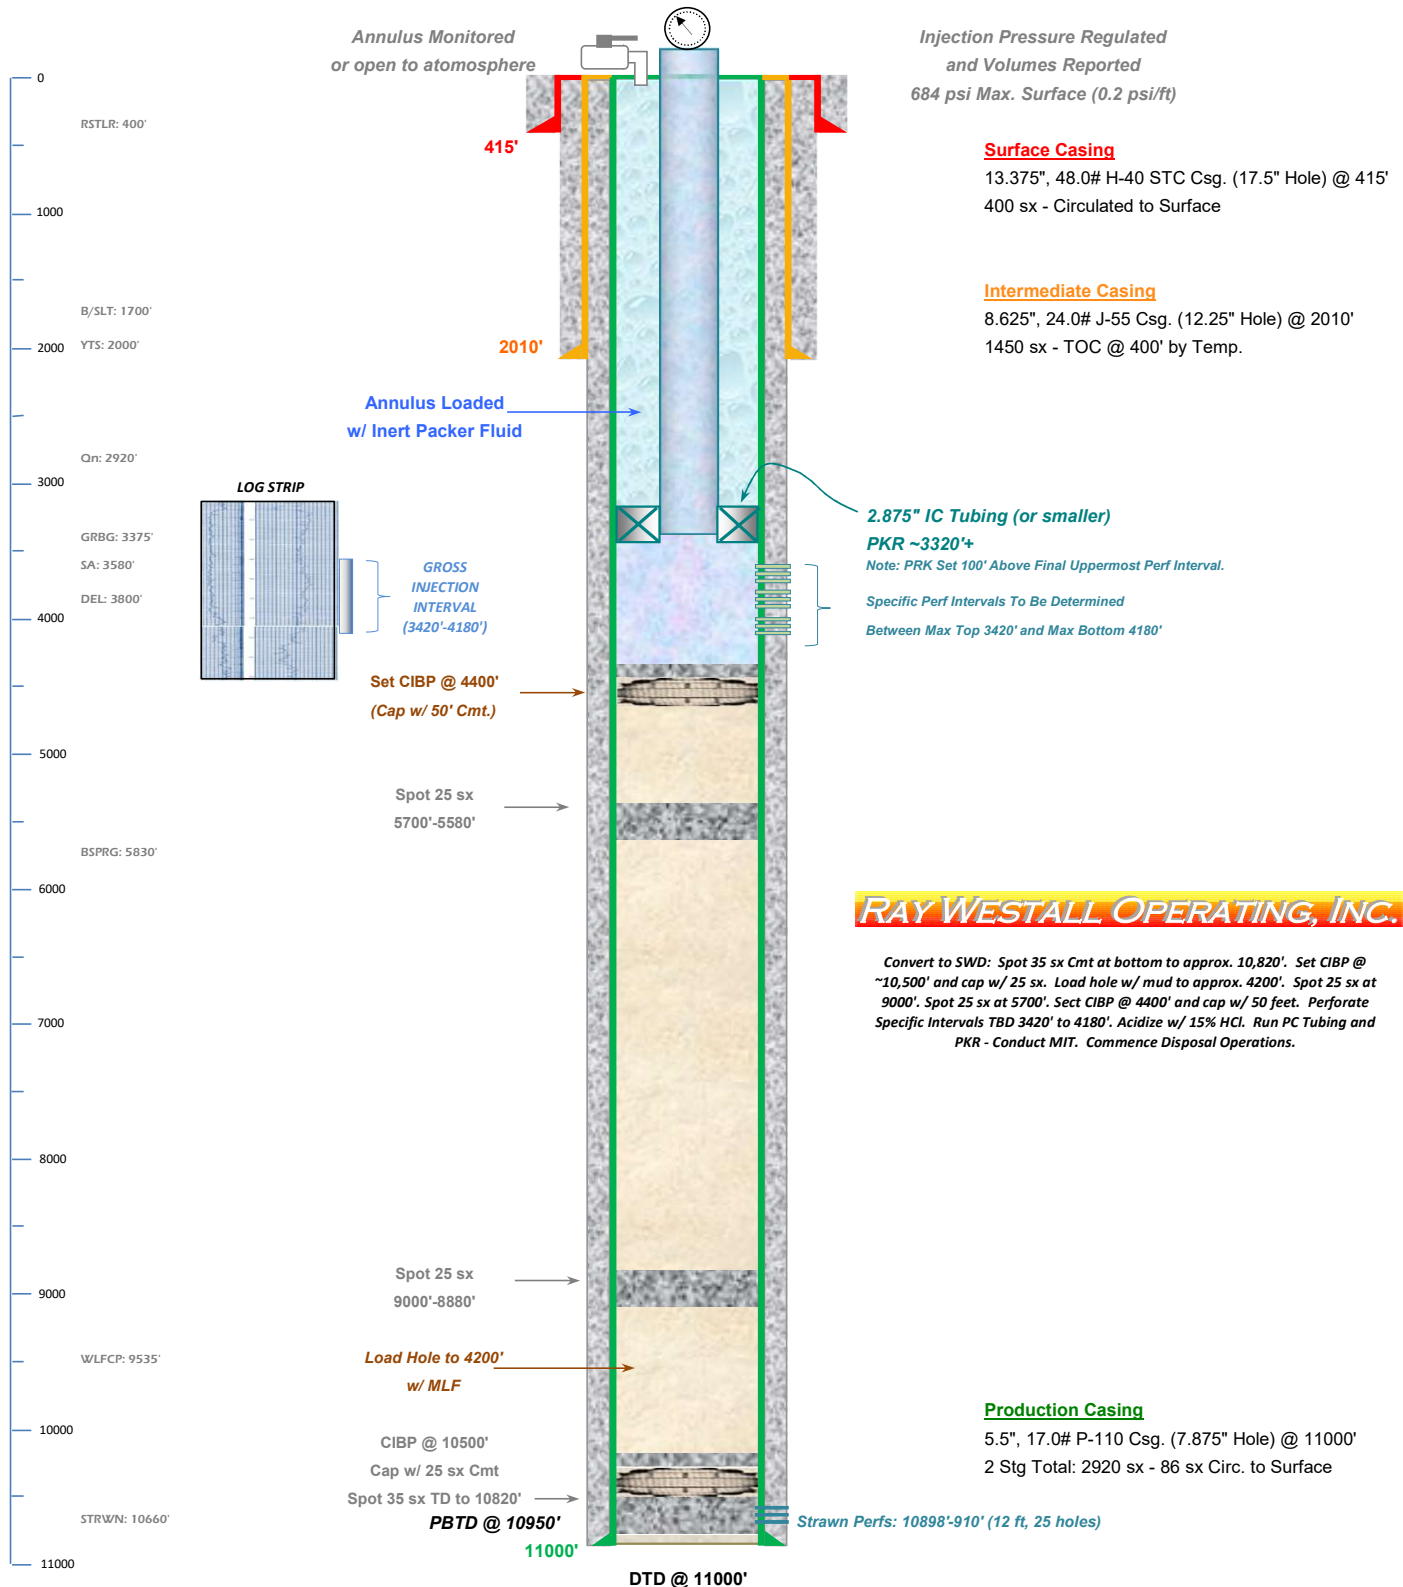 Annulus Monitored
or open to atomosphere
Injection Pressure Regulated
and Volumes Reported
684 psi Max. Surface (0.2 psi/ft)
0
RSTLR: 400'
415'
Surface Casing
13.375", 48.0# H-40 STC Csg. (17.5" Hole) @ 415'
400 sx - Circulated to Surface
1000
Intermediate Casing
8.625", 24.0# J-55 Csg. (12.25" Hole) @ 2010'
1450 sx - TOC @ 400' by Temp.
B/SLT: 1700'
YTS: 2000'
2000
2010'
Annulus Loaded
w/ Inert Packer Fluid
Qn: 2920'
3000
LOG STRIP
2.875" IC Tubing (or smaller)
PKR ~3320'+
Note: PRK Set 100' Above Final Uppermost Perf Interval.
Specific Perf Intervals To Be Determined
Between Max Top 3420' and Max Bottom 4180'
GRBG: 3375'
SA: 3580'
DEL: 3800'
GROSS
INJECTION
INTERVAL
(3420'-4180')
4000
Set CIBP @ 4400'
(Cap w/ 50' Cmt.)
5000
Spot 25 sx
5700'-5580'
BSPRG: 5830'
6000
RAY WESTALL OPERATING, INC.
Convert to SWD: Spot 35 sx Cmt at bottom to approx. 10,820'. Set CIBP @
~10,500' and cap w/ 25 sx. Load hole w/ mud to approx. 4200'. Spot 25 sx at
9000'. Spot 25 sx at 5700'. Sect CIBP @ 4400' and cap w/ 50 feet. Perforate
Specific Intervals TBD 3420' to 4180'. Acidize w/ 15% HCl. Run PC Tubing and
PKR - Conduct MIT. Commence Disposal Operations.
7000
8000
Spot 25 sx
9000'-8880'
9000
WLFCP: 9535'
Load Hole to 4200'
w/ MLF
10000
Production Casing
5.5", 17.0# P-110 Csg. (7.875" Hole) @ 11000'
2 Stg Total: 2920 sx - 86 sx Circ. to Surface
CIBP @ 10500'
Cap w/ 25 sx Cmt
Spot 35 sx TD to 10820'
PBTD @ 10950'
STRWN: 10660'
Strawn Perfs: 10898'-910' (12 ft, 25 holes)
11000'
11000
DTD @ 11000'